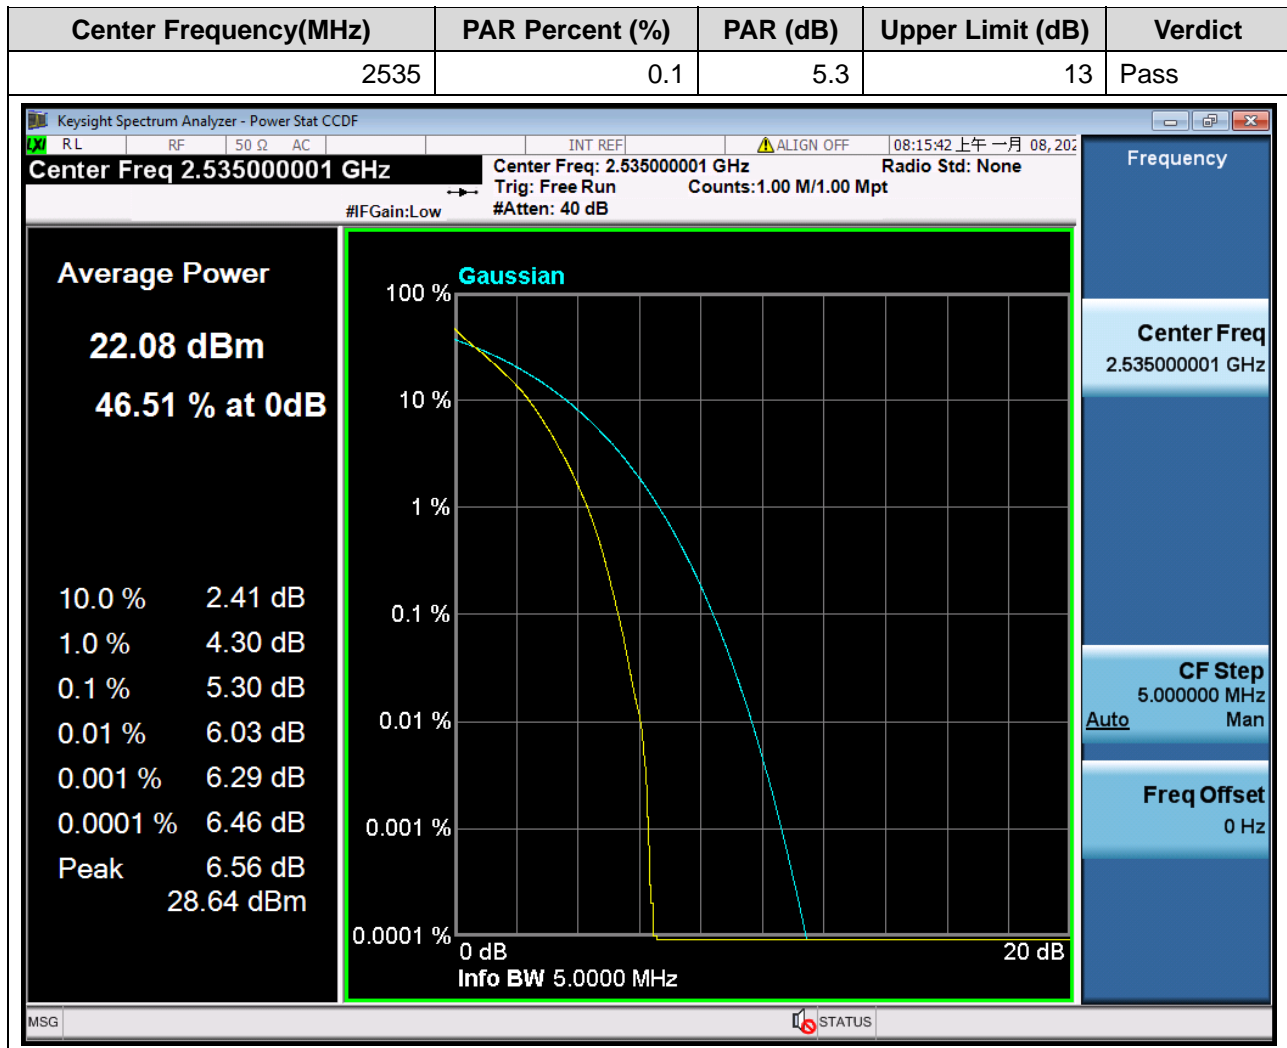 Center Frequency(MHz) PAR Percent (%) PAR (dB) Upper Limit (dB) Verdict
2535 0.1 5.3 13 Pass
Keysight Spectrum Analyzer - Power Stat CCDF
LXI RL RF 50 Ω AC INT REF ALIGN OFF 08:15:42 上午 一月 08, 202
Center Freq 2.535000001 GHz
Center Freq: 2.535000001 GHz Radio Std: None
Trig: Free Run Counts:1.00 M/1.00 Mpt
#IFGain:Low #Atten: 40 dB
Average Power
22.08 dBm
46.51 % at 0dB
10.0 % 2.41 dB
1.0 % 4.30 dB
0.1 % 5.30 dB
0.01 % 6.03 dB
0.001 % 6.29 dB
0.0001 % 6.46 dB
Peak 6.56 dB
28.64 dBm
Gaussian
100 %
10 %
1 %
0.1 %
0.01 %
0.001 %
0.0001 %
0 dB 20 dB
Info BW 5.0000 MHz
Frequency
Center Freq
2.535000001 GHz
CF Step
5.000000 MHz
Auto Man
Freq Offset
0 Hz
MSG STATUS